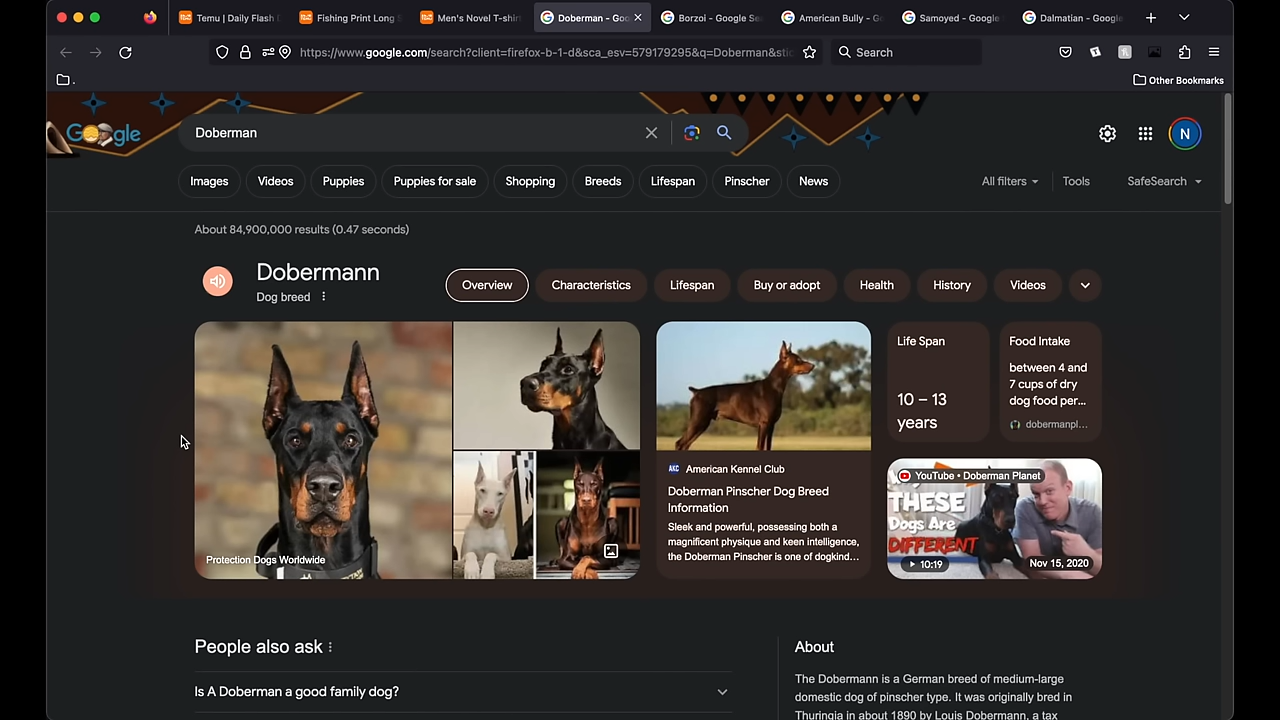 Temu | Daily Flash
Fishing Print Long
Men's Novel T-shir
Doberman - Goo
Borzoi - Google Se
American Bully - G
Samoyed - Google
Dalmatian - Google
https://www.google.com/search?client=firefox-b-1-d&sca_esv=579179295&q=Doberman&stic
Search
.
Other Bookmarks
Google
Doberman
N
Images
Videos
Puppies
Puppies for sale
Shopping
Breeds
Lifespan
Pinscher
News
All filters
Tools
SafeSearch
About 84,900,000 results (0.47 seconds)
Dobermann
Dog breed
Overview
Characteristics
Lifespan
Buy or adopt
Health
History
Videos
Protection Dogs Worldwide
AKC American Kennel Club
Doberman Pinscher Dog Breed
Information
Sleek and powerful, possessing both a
magnificent physique and keen intelligence,
the Doberman Pinscher is one of dogkind...
Life Span
10 – 13
years
Food Intake
between 4 and
7 cups of dry
dog food per...
dobermanpl...
YouTube • Doberman Planet
THESE
Dogs Are
DIFFERENT
10:19
Nov 15, 2020
People also ask
Is A Doberman a good family dog?
About
The Dobermann is a German breed of medium-large
domestic dog of pinscher type. It was originally bred in
Thuringia in about 1890 by Louis Dobermann, a tax